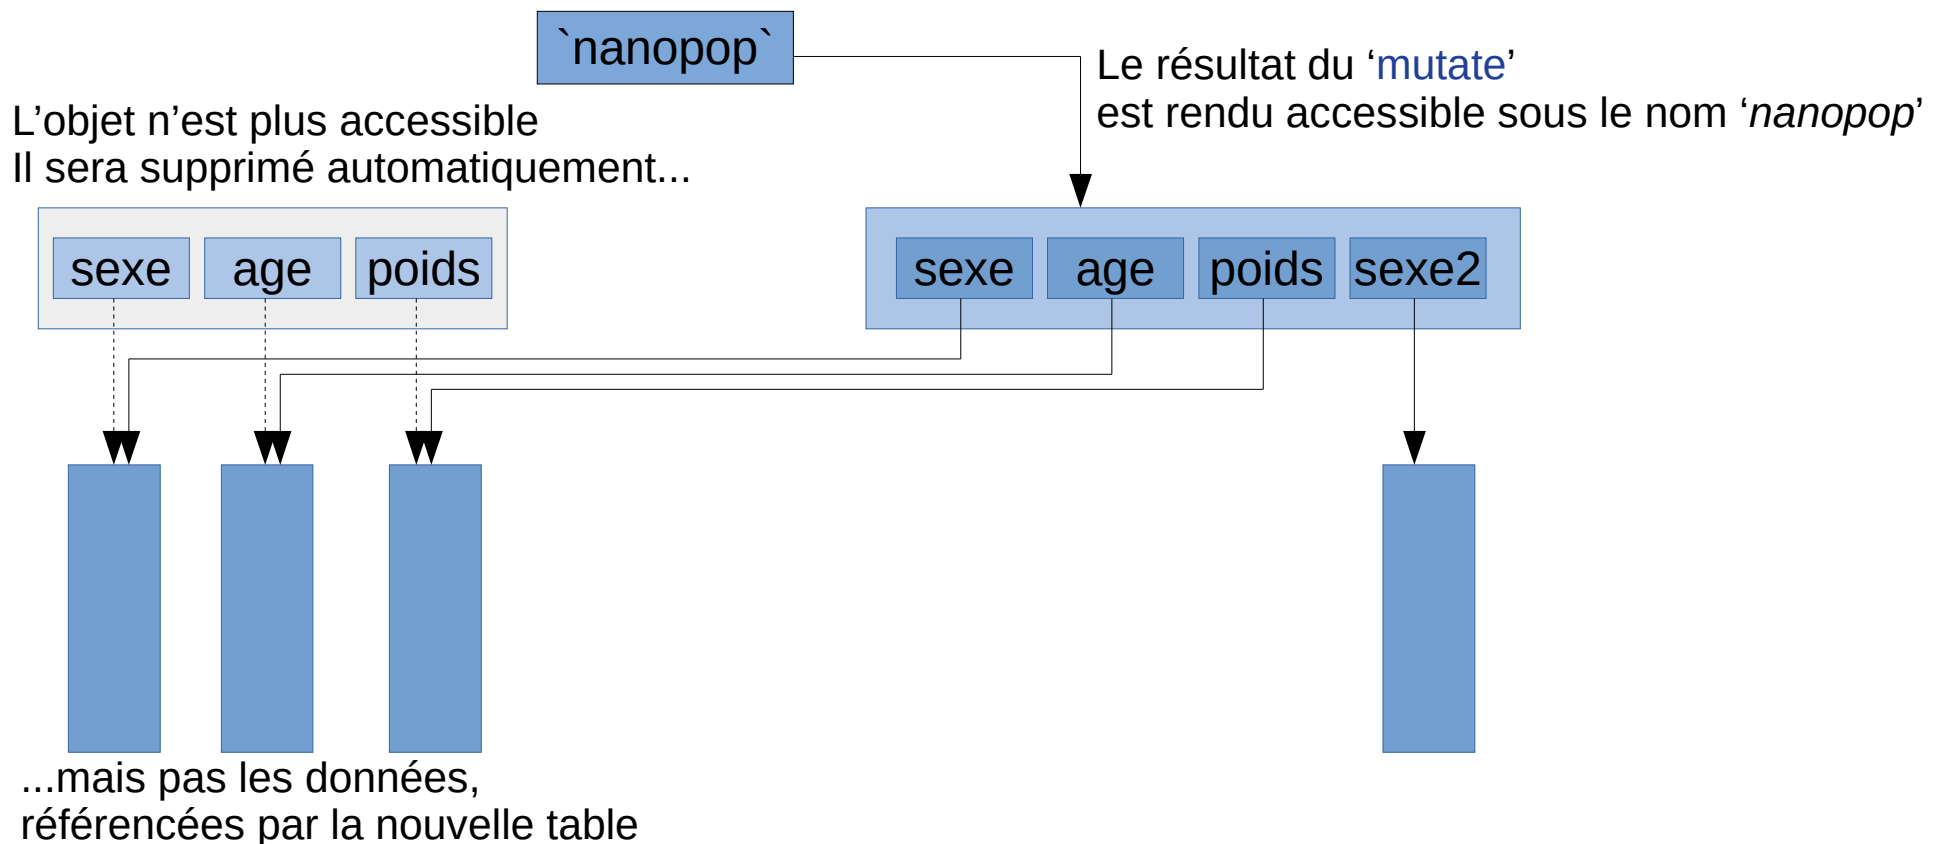 `nanopop`
Le résultat du ‘mutate’
est rendu accessible sous le nom ‘nanopop’
L’objet n’est plus accessible
Il sera supprimé automatiquement...
sexe age poids
sexe age poids sexe2
...mais pas les données,
référencées par la nouvelle table